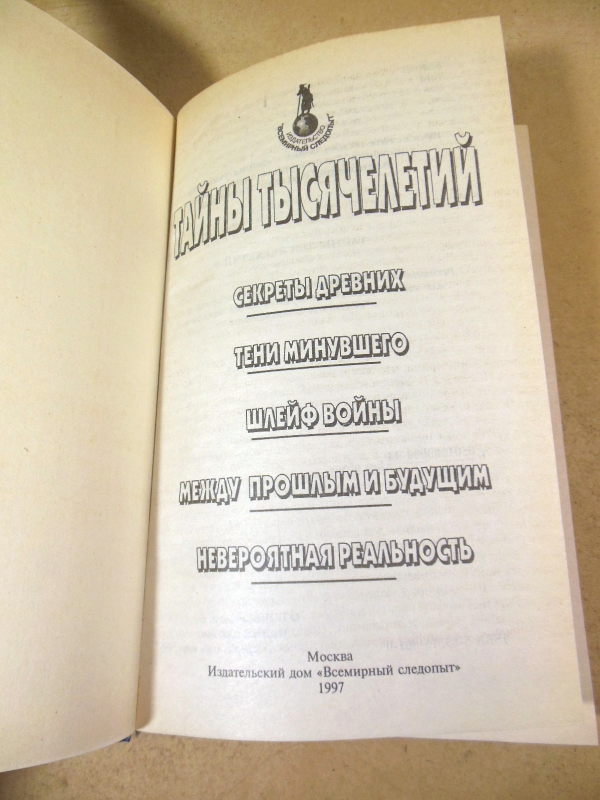 ИЗДАТЕЛЬСТВО
"ВСЕМИРНЫЙ СЛЕДОПЫТ"
ТАЙНЫ ТЫСЯЧЕЛЕТИЙ
СЕКРЕТЫ ДРЕВНИХ
ТЕНИ МИНУВШЕГО
ШЛЕЙФ ВОЙНЫ
МЕЖДУ ПРОШЛЫМ И БУДУЩИМ
НЕВЕРОЯТНАЯ РЕАЛЬНОСТЬ
Москва
Издательский дом «Всемирный следопыт»
1997